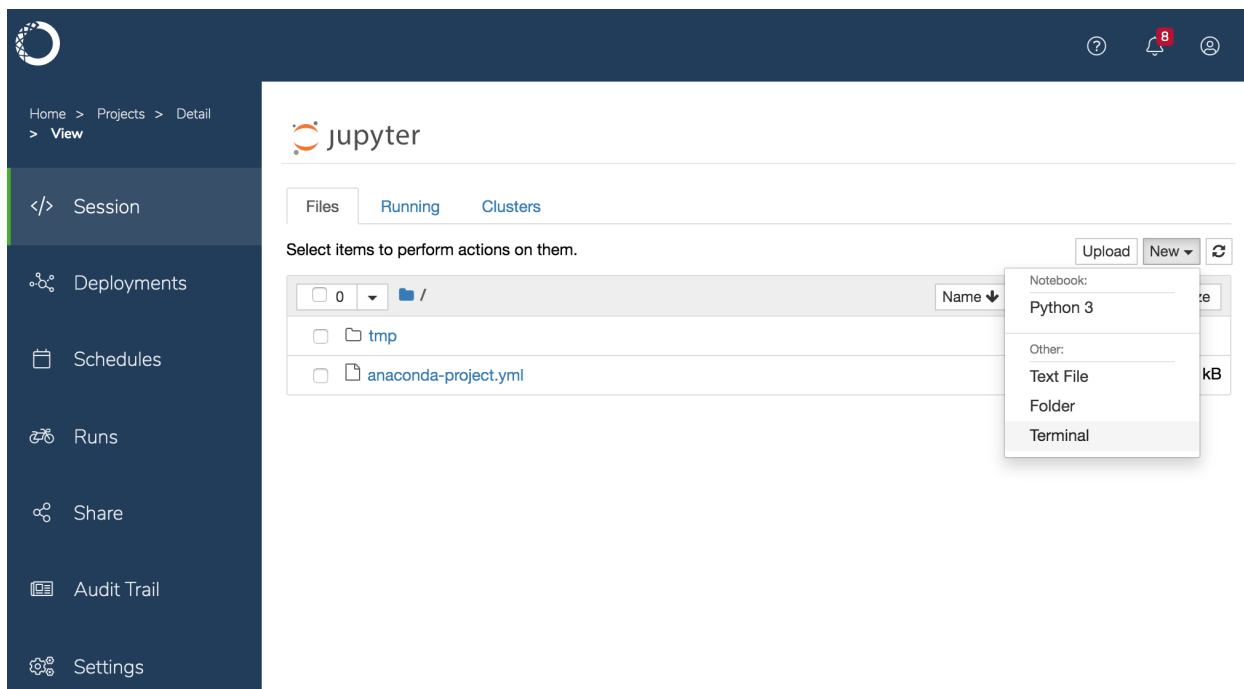 8
Home > Projects > Detail
> View
jupyter
</> Session
Files Running Clusters
Select items to perform actions on them.
Upload New
Deployments
0 /
Name
Notebook:
Python 3
tmp
Other:
Schedules
anaconda-project.yml
Text File
kB
Folder
Runs
Terminal
Share
Audit Trail
Settings